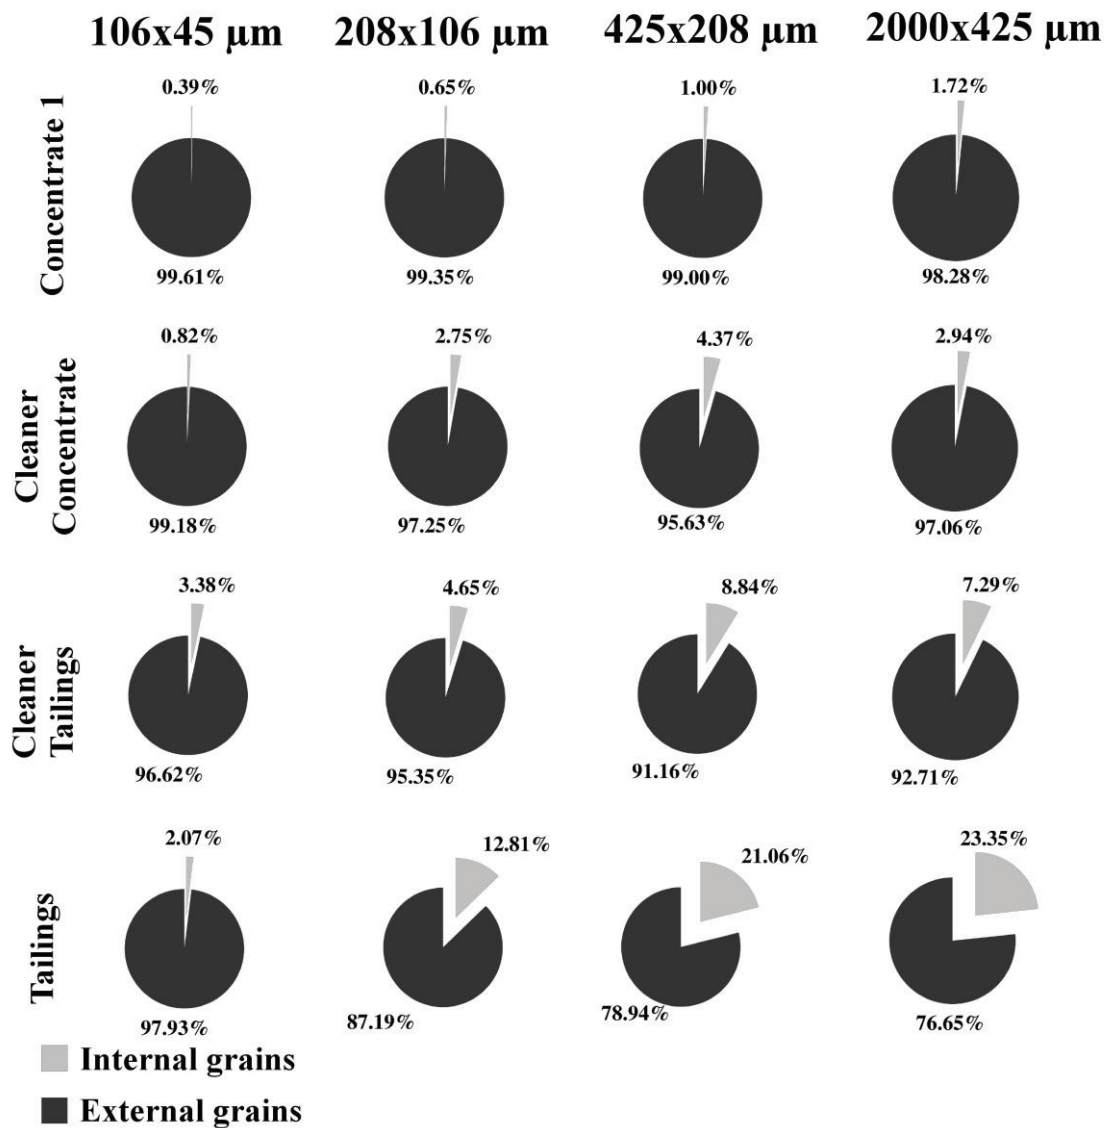 106x45 µm 208x106 µm 425x208 µm 2000x425 µm
Concentrate 1
0.39% 0.65% 1.00% 1.72%
99.61% 99.35% 99.00% 98.28%
Cleaner
Concentrate
0.82% 2.75% 4.37% 2.94%
99.18% 97.25% 95.63% 97.06%
Cleaner
Tailings
3.38% 4.65% 8.84% 7.29%
96.62% 95.35% 91.16% 92.71%
Tailings
2.07% 12.81% 21.06% 23.35%
97.93% 87.19% 78.94% 76.65%
Internal grains
External grains